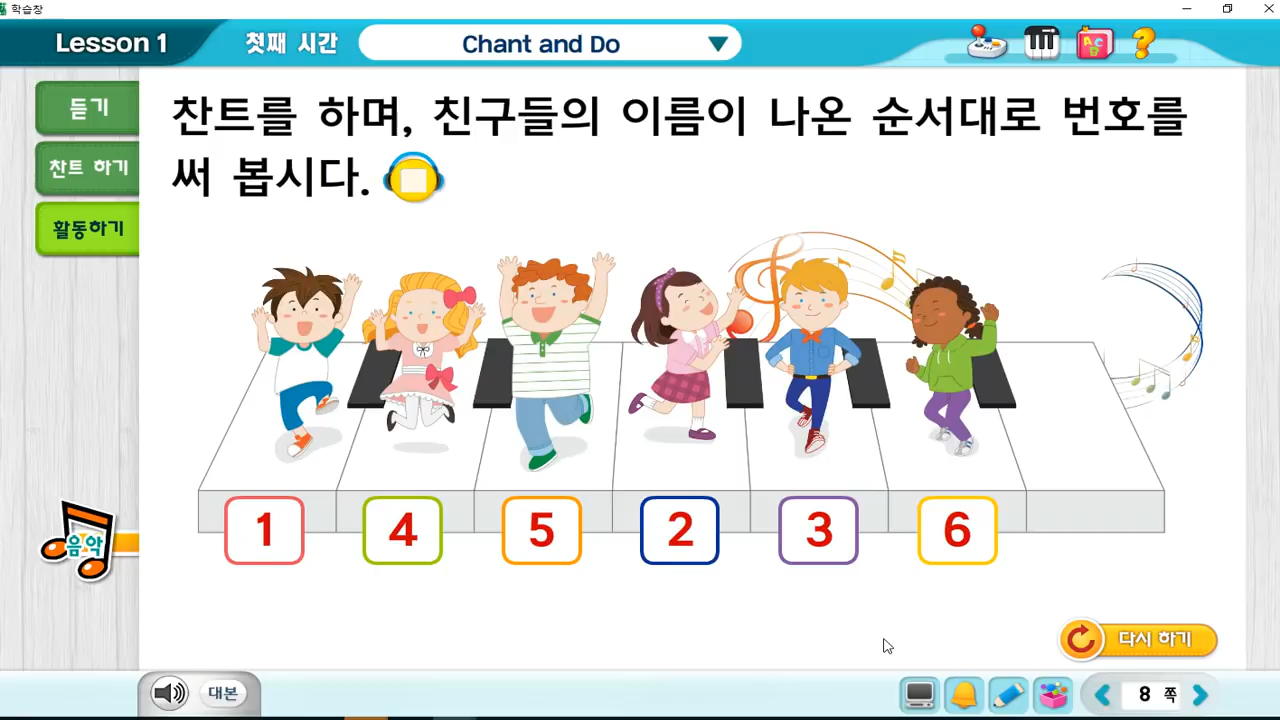 학습창
Lesson 1
첫째 시간
Chant and Do
듣기
찬트 하기
활동하기
찬트를 하며, 친구들의 이름이 나온 순서대로 번호를
써 봅시다.
1 4 5 2 3 6
음악
다시 하기
대본
8 쪽